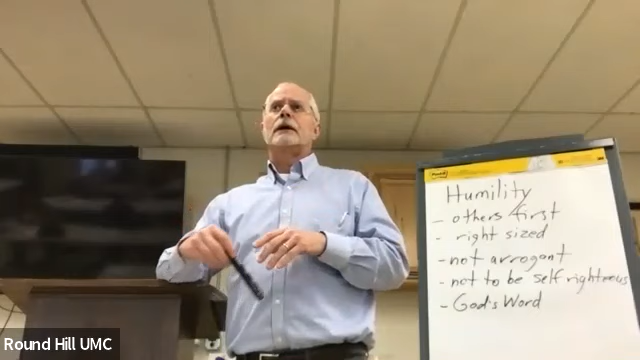 Humility
- others first
- right sized
- not arrogant
- not to be self righteous
- God's Word
Round Hill UMC